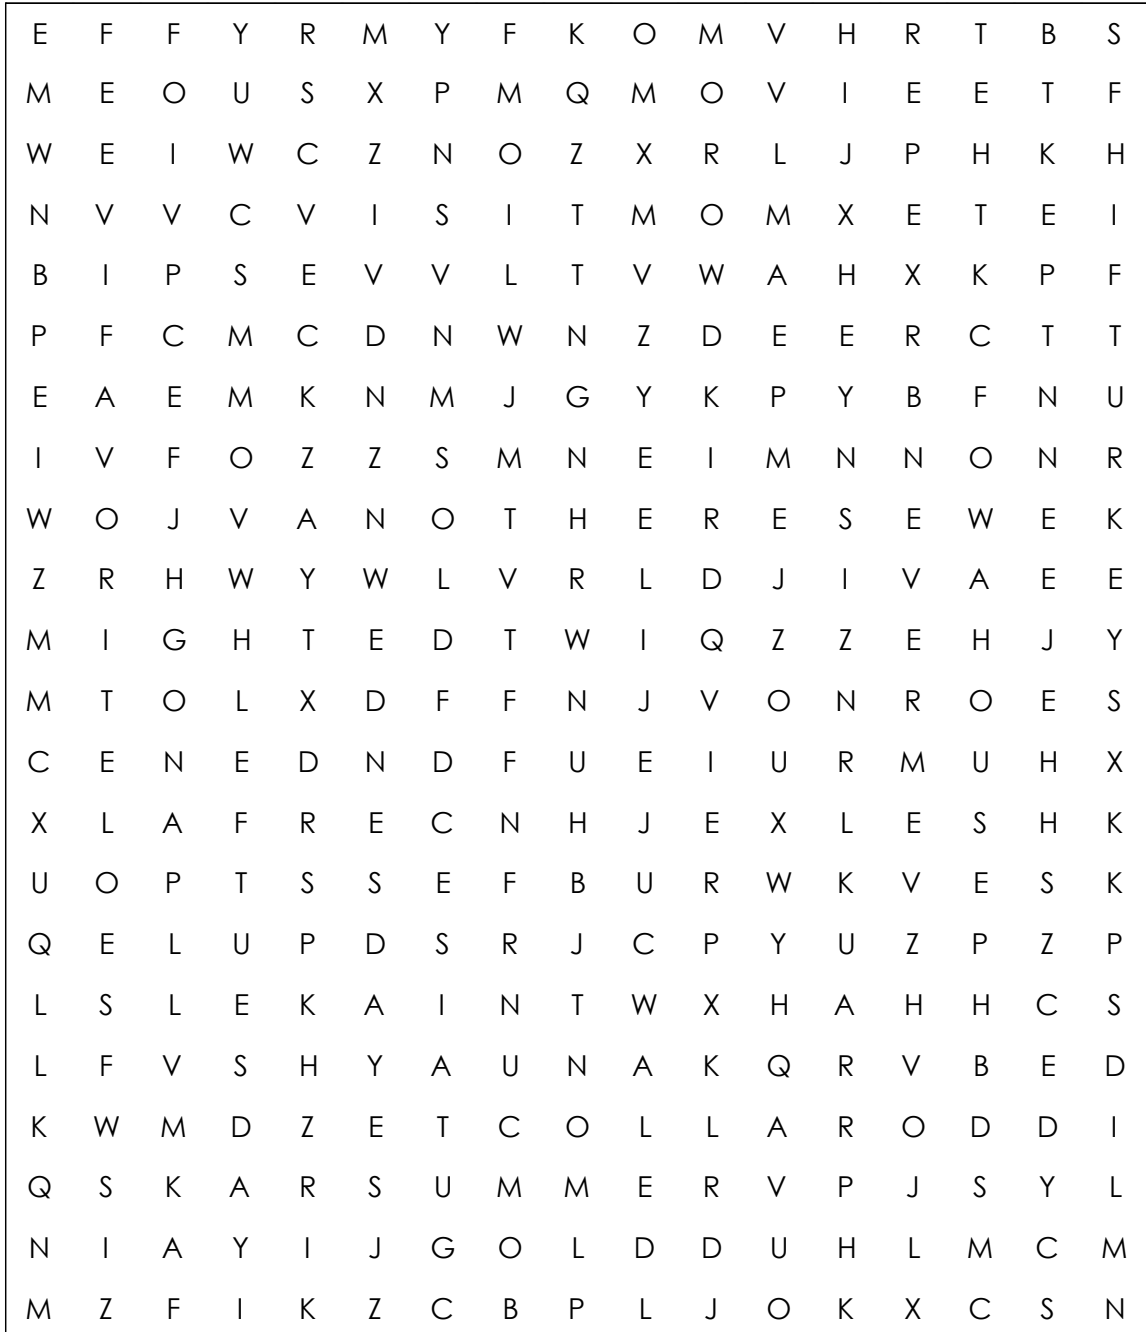 E F F Y R M Y F K O M V H R T B S
M E O U S X P M Q M O V I E E T F
W E I W C Z N O Z X R L J P H K H
N V V C V I S I T M O M X E T E I
B I P S E V V L T V W A H X K P F
P F C M C D N W N Z D E E R C T T
E A E M K N M J G Y K P Y B F N U
I V F O Z Z S M N E I M N N O N R
W O J V A N O T H E R E S E W E K
Z R H W Y W L V R L D J I V A E E
M I G H T E D T W I Q Z Z E H J Y
M T O L X D F F N J V O N R O E S
C E N E D N D F U E I U R M U H X
X L A F R E C N H J E X L E S H K
U O P T S S E F B U R W K V E S K
Q E L U P D S R J C P Y U Z P Z P
L S L E K A I N T W X H A H H C S
L F V S H Y A U N A K Q R V B E D
K W M D Z E T C O L L A R O D D I
Q S K A R S U M M E R V P J S Y L
N I A Y I J G O L D D U H L M C M
M Z F I K Z C B P L J O K X C S N